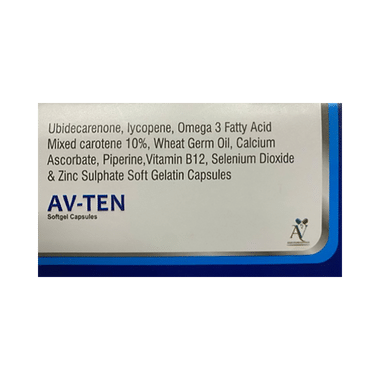 Ubidecarenone, lycopene, Omega 3 Fatty Acid
Mixed carotene 10%, Wheat Germ Oil, Calcium
Ascorbate, Piperine,Vitamin B12, Selenium Dioxide
& Zinc Sulphate Soft Gelatin Capsules
AV-TEN
Softgel Capsules
AV